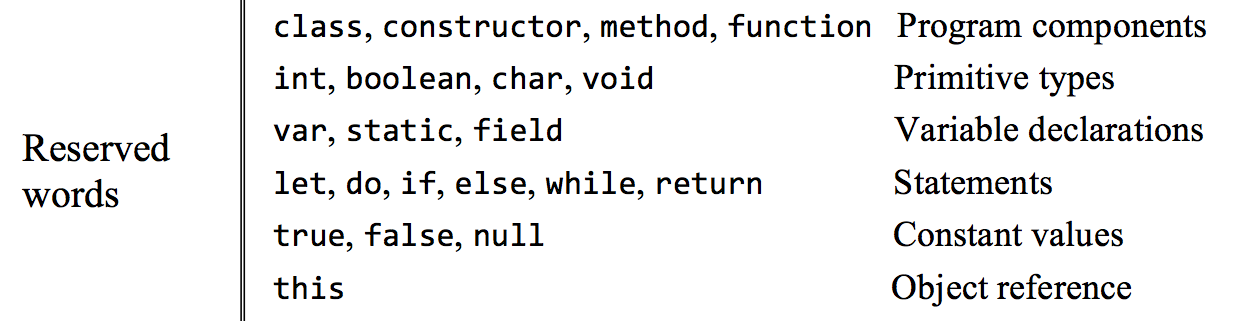 Reserved
words
class, constructor, method, function Program components
int, boolean, char, void Primitive types
var, static, field Variable declarations
let, do, if, else, while, return Statements
true, false, null Constant values
this Object reference